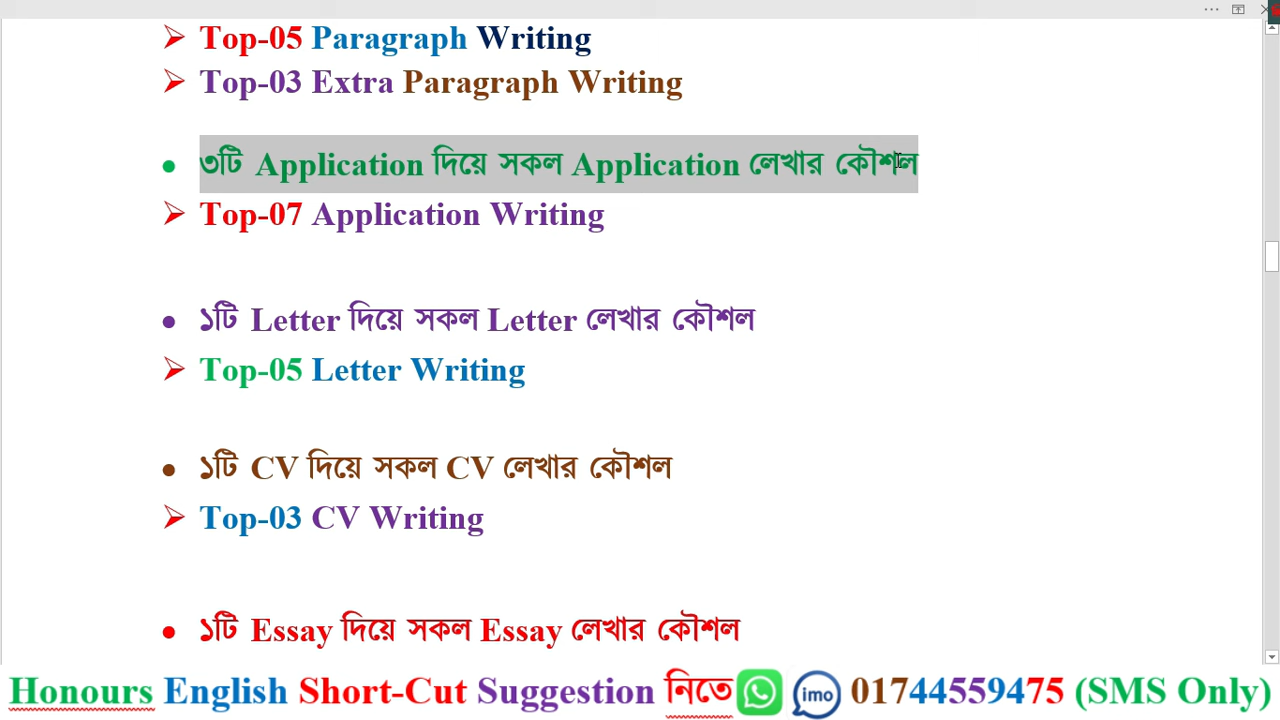 Top-05 Paragraph Writing
Top-03 Extra Paragraph Writing
৩টি Application দিয়ে সকল Application লেখার কৌশল
Top-07 Application Writing
১টি Letter দিয়ে সকল Letter লেখার কৌশল
Top-05 Letter Writing
১টি CV দিয়ে সকল CV লেখার কৌশল
Top-03 CV Writing
১টি Essay দিয়ে সকল Essay লেখার কৌশল
Honours English Short-Cut Suggestion নিতে imo 01744559475 (SMS Only)